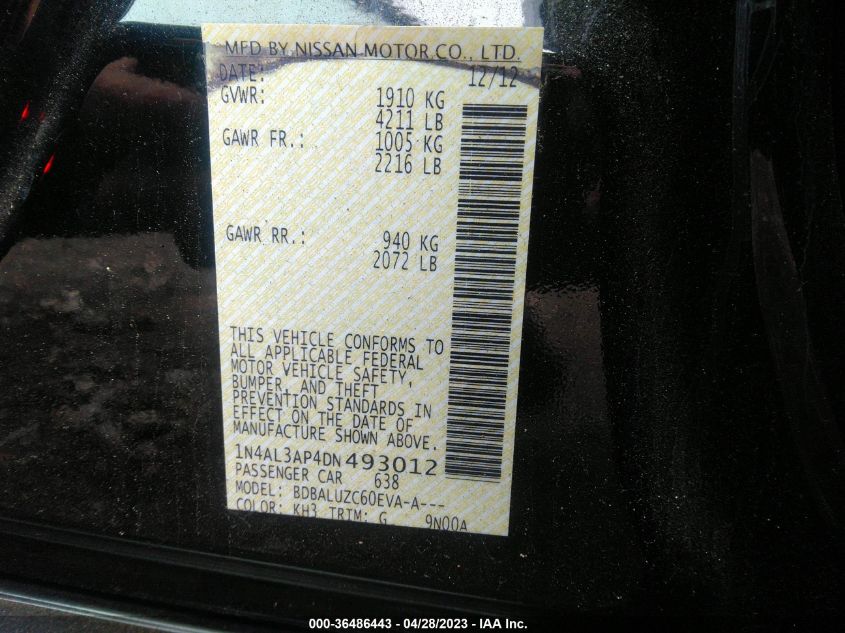 MFD BY NISSAN MOTOR CO., LTD.
DATE: 12/12
GVWR: 1910 KG
4211 LB
GAWR FR.: 1005 KG
2216 LB
GAWR RR.: 940 KG
2072 LB
THIS VEHICLE CONFORMS TO
ALL APPLICABLE FEDERAL
MOTOR VEHICLE SAFETY,
BUMPER, AND THEFT
PREVENTION STANDARDS IN
EFFECT ON THE DATE OF
MANUFACTURE SHOWN ABOVE.
1N4AL3AP4DN493012
PASSENGER CAR 638
MODEL: BDBALUZC60EVA-A---
COLOR: KH3 TRIM: G 9N00A
000-36486443 - 04/28/2023 - IAA Inc.